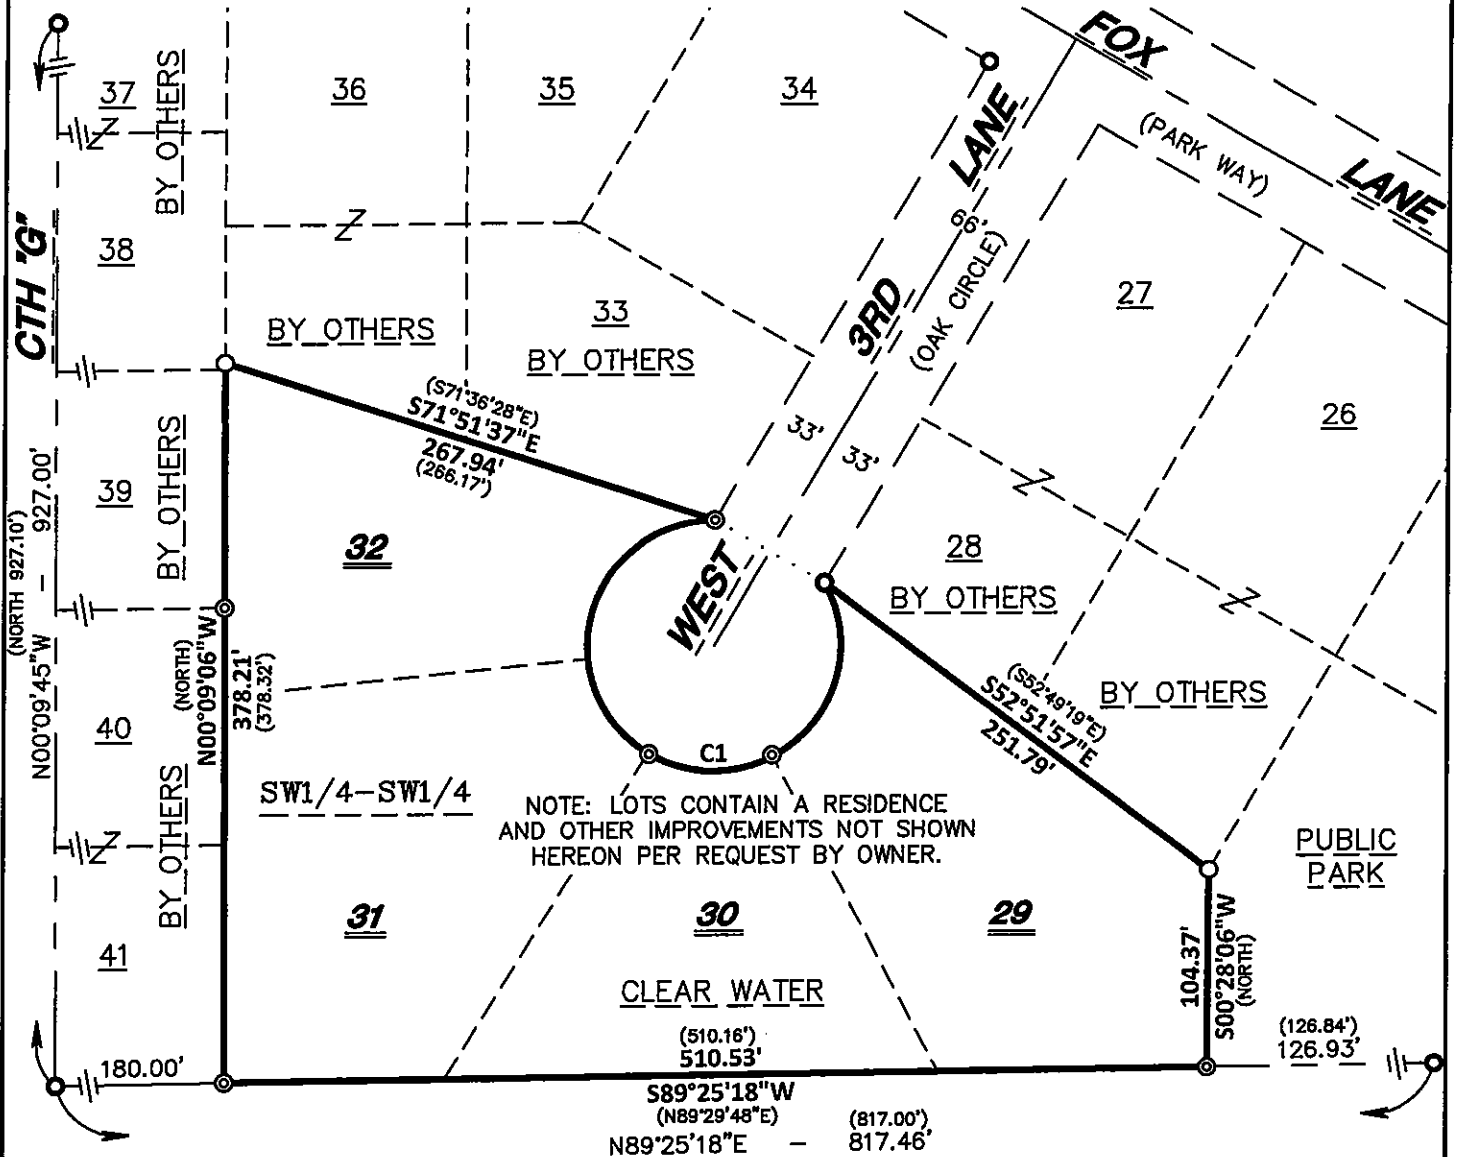 37
BY OTHERS
36
35
34
FOX
LANE
(PARK WAY)
WEST 3RD LANE
66'
(OAK CIRCLE)
CTH "G"
38
BY OTHERS
33
BY OTHERS
27
26
(S71°36'28"E)
S71°51'37"E
267.94'
(266.17')
33'
33'
(NORTH 927.10')
N00°09'45"W – 927.00'
39
BY OTHERS
32
28
BY OTHERS
BY OTHERS
(NORTH)
N00°09'06"W
378.21'
(378.32')
(S52°49'19"E)
S52°51'57"E
251.79'
40
BY OTHERS
C1
SW1/4-SW1/4
NOTE: LOTS CONTAIN A RESIDENCE
AND OTHER IMPROVEMENTS NOT SHOWN
HEREON PER REQUEST BY OWNER.
PUBLIC
PARK
41
31
30
29
CLEAR WATER
104.37'
S00°28'06"W
(NORTH)
(510.16')
510.53'
180.00'
(126.84')
126.93'
S89°25'18"W
(N89°29'48"E)
(817.00')
N89°25'18"E – 817.46'
Z
Z
Z
Z
Z